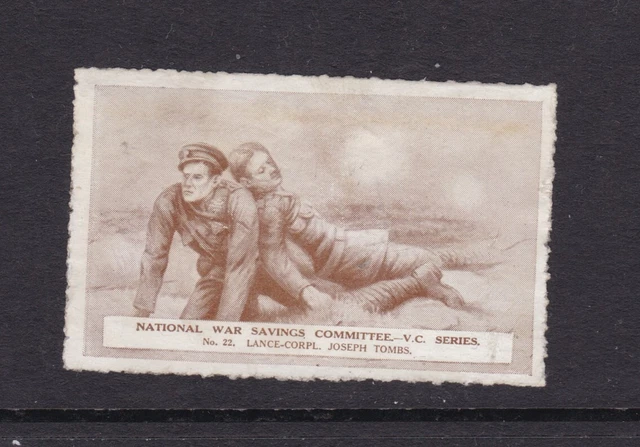 NATIONAL WAR SAVINGS COMMITTEE.—V.C. SERIES.
No. 22. LANCE-CORPL. JOSEPH TOMBS.